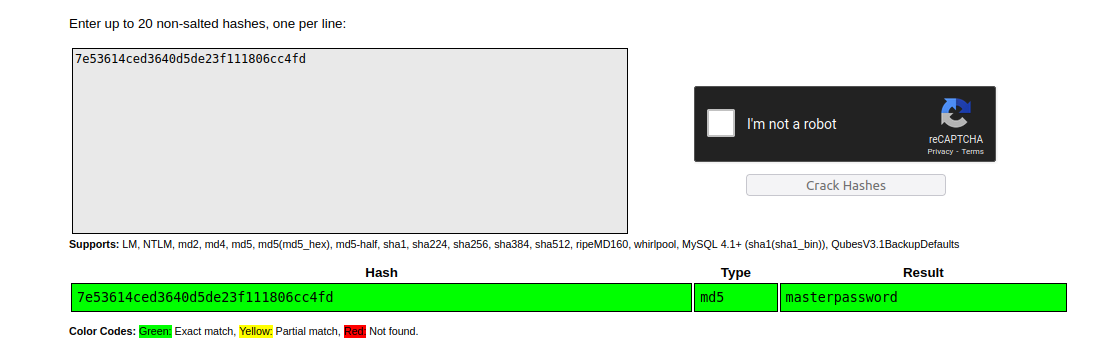 Enter up to 20 non-salted hashes, one per line:
7e53614ced3640d5de23f111806cc4fd
I'm not a robot
reCAPTCHA
Privacy - Terms
Crack Hashes
Supports: LM, NTLM, md2, md4, md5, md5(md5_hex), md5-half, sha1, sha224, sha256, sha384, sha512, ripeMD160, whirlpool, MySQL 4.1+ (sha1(sha1_bin)), QubesV3.1BackupDefaults
Hash Type Result
7e53614ced3640d5de23f111806cc4fd md5 masterpassword
Color Codes: Green: Exact match, Yellow: Partial match, Red: Not found.